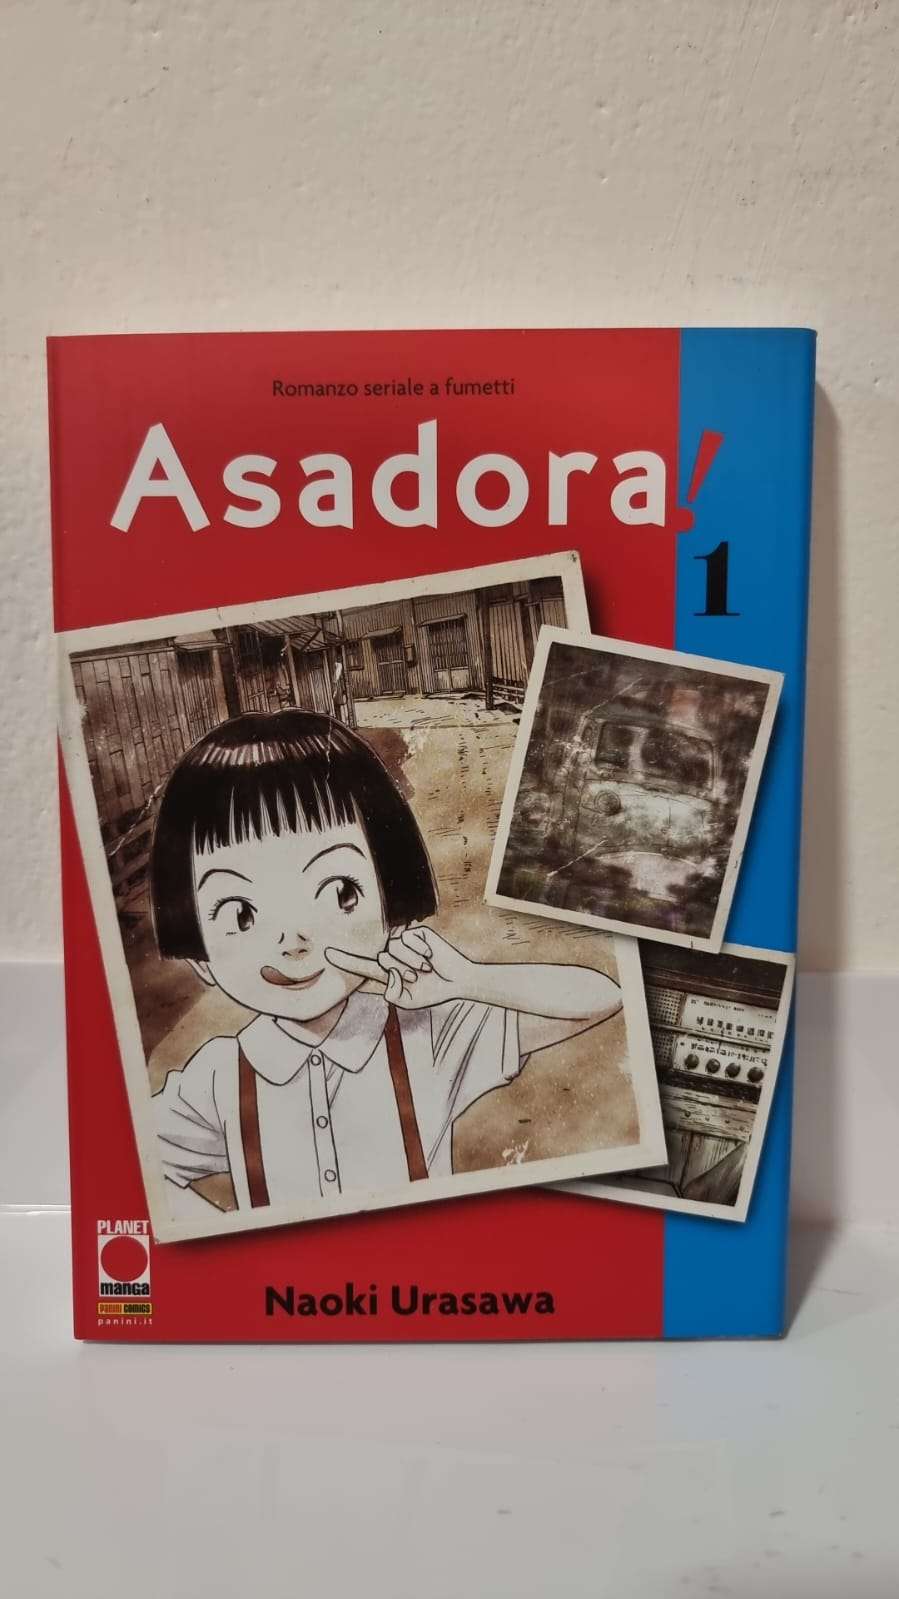 Romanzo seriale a fumetti
Asadora!
1
PLANET
manga
PANINI COMICS
panini.it
Naoki Urasawa